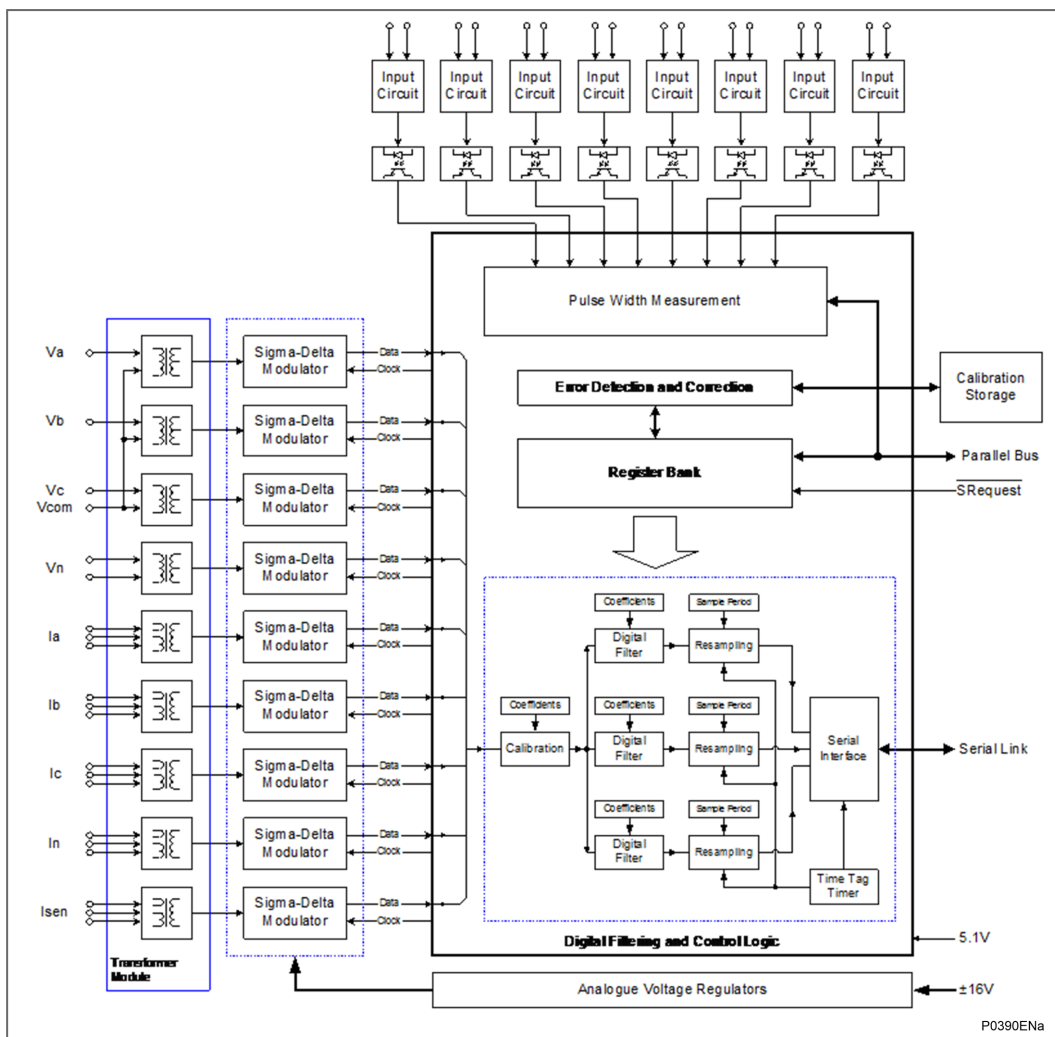 Input Circuit
Input Circuit
Input Circuit
Input Circuit
Input Circuit
Input Circuit
Input Circuit
Input Circuit
Pulse Width Measurement
Error Detection and Correction
Calibration Storage
Register Bank
Parallel Bus
SRequest
Va
Sigma-Delta Modulator
Data
Clock
Vb
Sigma-Delta Modulator
Data
Clock
Vc
Vcom
Sigma-Delta Modulator
Data
Clock
Vn
Sigma-Delta Modulator
Data
Clock
Ia
Sigma-Delta Modulator
Data
Clock
Ib
Sigma-Delta Modulator
Data
Clock
Ic
Sigma-Delta Modulator
Data
Clock
In
Sigma-Delta Modulator
Data
Clock
Isen
Sigma-Delta Modulator
Data
Clock
Transformer Module
Coefficients
Sample Period
Digital Filter
Resampling
Coefficients
Calibration
Coefficients
Sample Period
Digital Filter
Resampling
Serial Interface
Serial Link
Coefficients
Sample Period
Digital Filter
Resampling
Time Tag Timer
Digital Filtering and Control Logic
5.1V
Analogue Voltage Regulators
±16V
P0390ENa